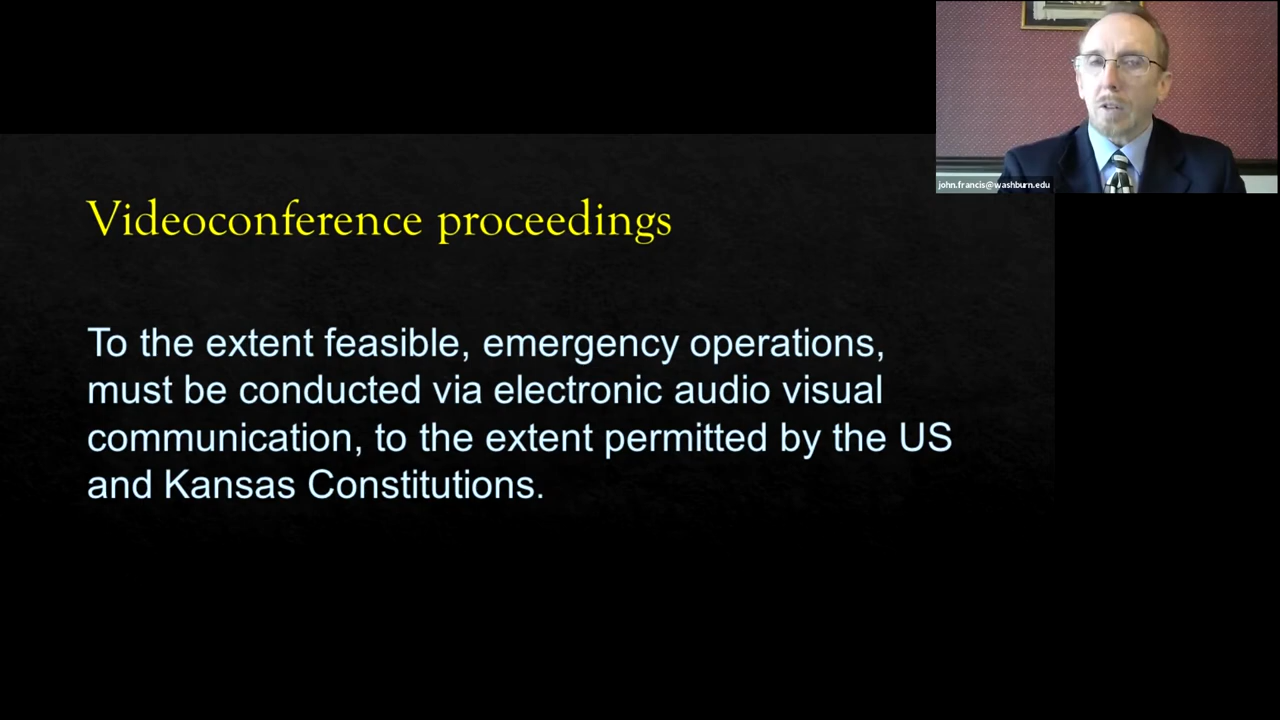 john.francis@washburn.edu
Videoconference proceedings
To the extent feasible, emergency operations,
must be conducted via electronic audio visual
communication, to the extent permitted by the US
and Kansas Constitutions.